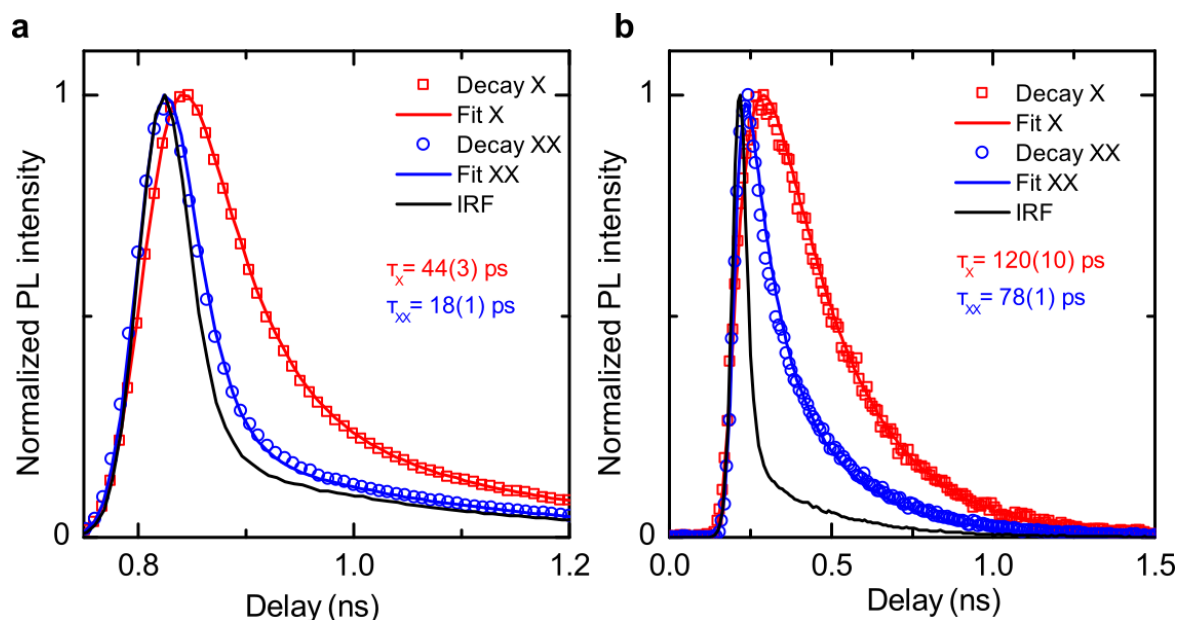 a
Normalized PL intensity
1
0
Decay X
Fit X
Decay XX
Fit XX
IRF
τX= 44(3) ps
τXX= 18(1) ps
0.8 1.0 1.2
Delay (ns)
b
Normalized PL intensity
1
0
Decay X
Fit X
Decay XX
Fit XX
IRF
τX= 120(10) ps
τXX= 78(1) ps
0.0 0.5 1.0 1.5
Delay (ns)